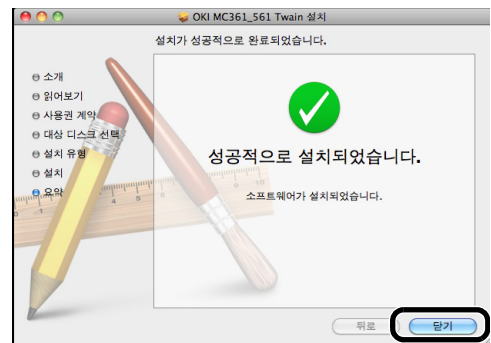 OKI MC361_561 Twain 설치
설치가 성공적으로 완료되었습니다.
소개
읽어보기
사용권 계약
대상 디스크 선택
설치 유형
설치
요약
성공적으로 설치되었습니다.
소프트웨어가 설치되었습니다.
뒤로
닫기